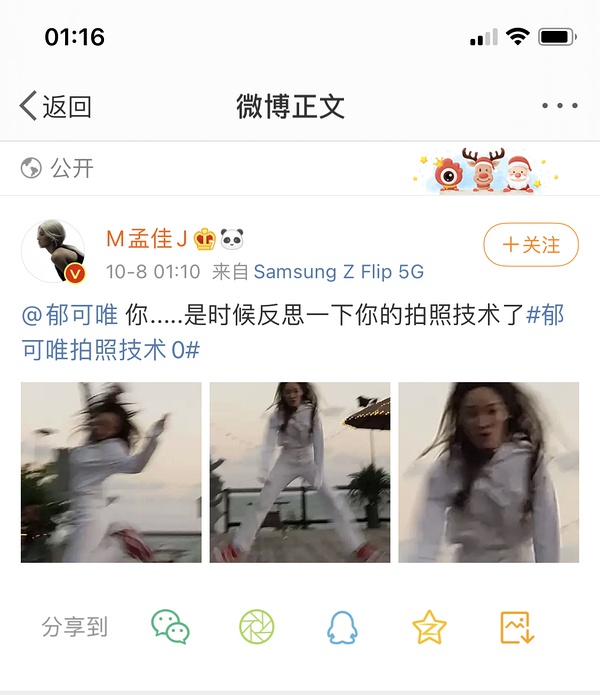 01:16
返回 微博正文
公开
M孟佳J
+关注
10-8 01:10 来自 Samsung Z Flip 5G
@郁可唯 你.....是时候反思一下你的拍照技术了#郁
可唯拍照技术0#
分享到